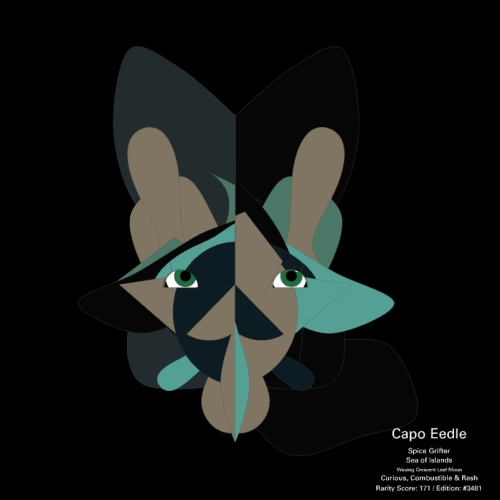 Capo Eedle
Spice Grifter
Sea of Islands
Waxing Crescent Leaf Moon
Curious, Combustible & Rash
Rarity Score: 171 / Edition: #3481